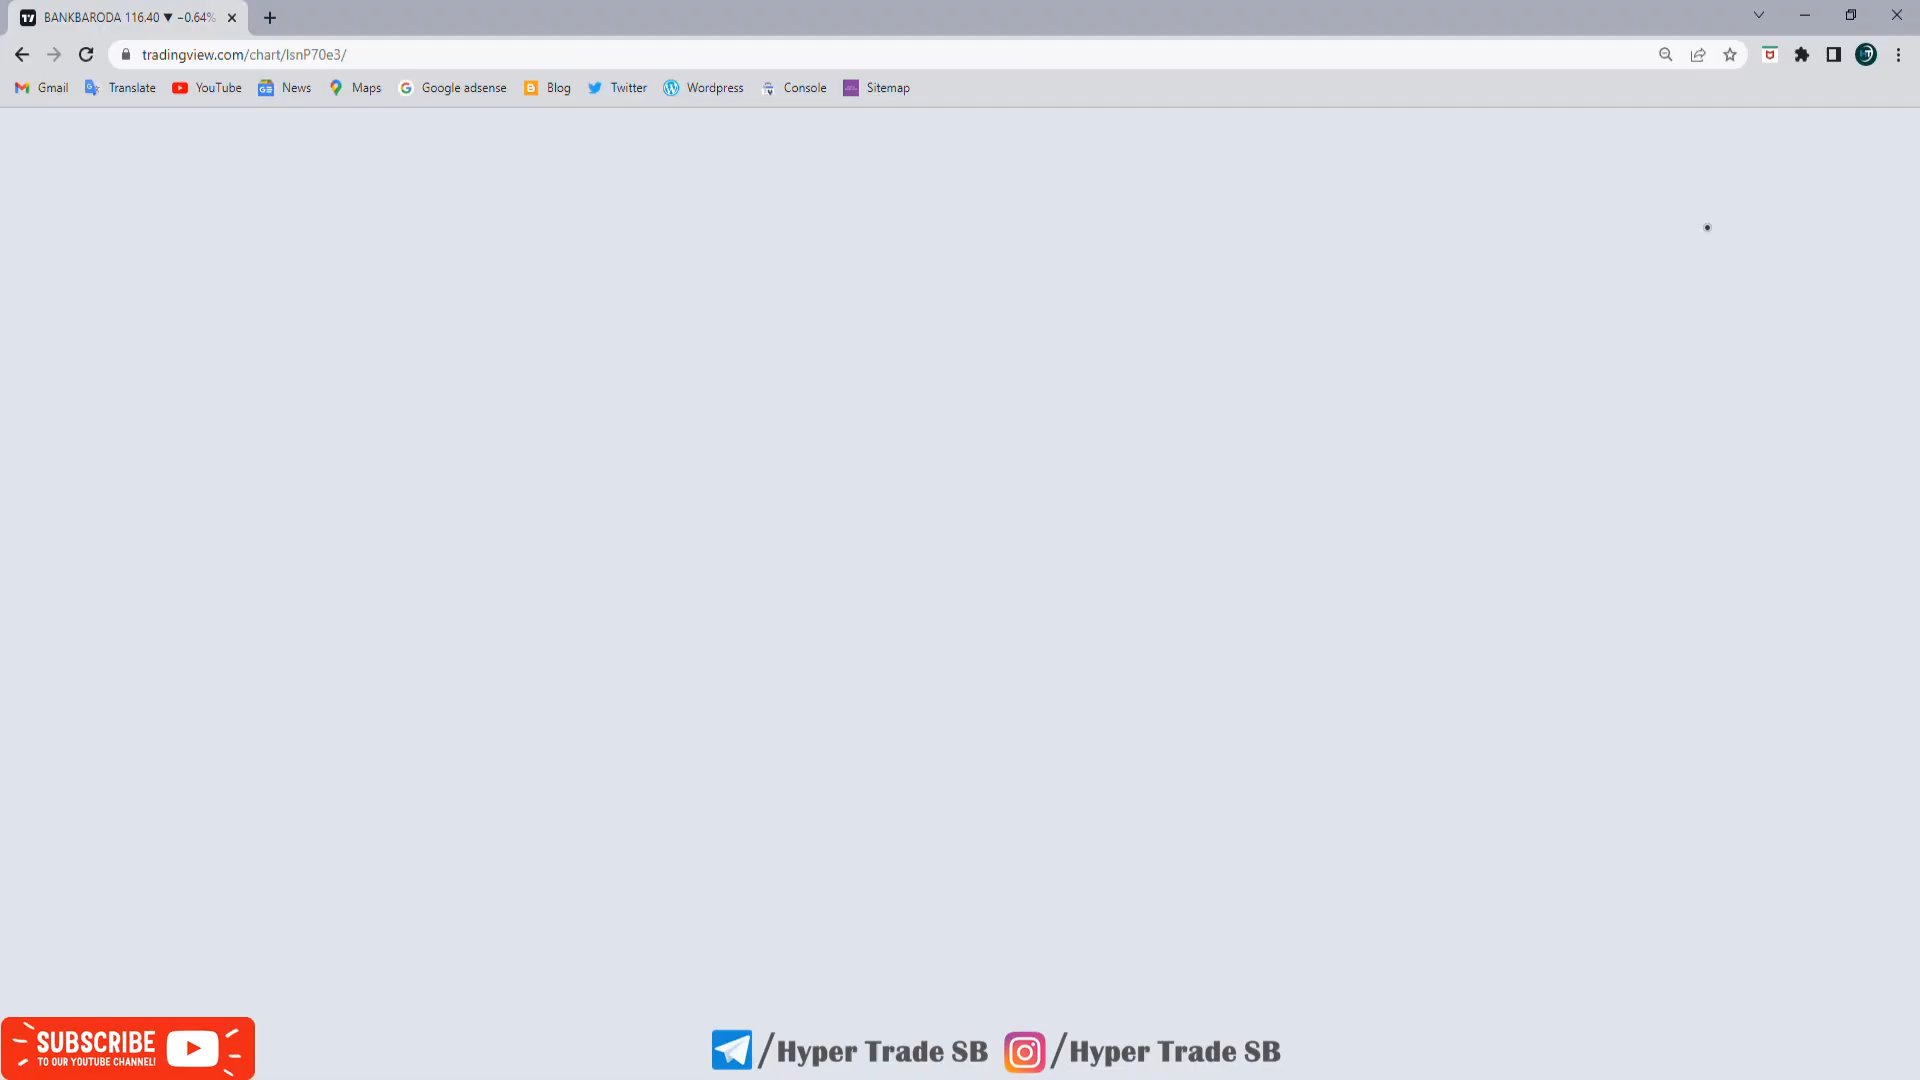 BANKBARODA 116.40 ▼ −0.64%
tradingview.com/chart/IsnP70e3/
Gmail Translate YouTube News Maps Google adsense Blog Twitter Wordpress Console Sitemap
SUBSCRIBE
TO OUR YOUTUBE CHANNEL!
/Hyper Trade SB /Hyper Trade SB